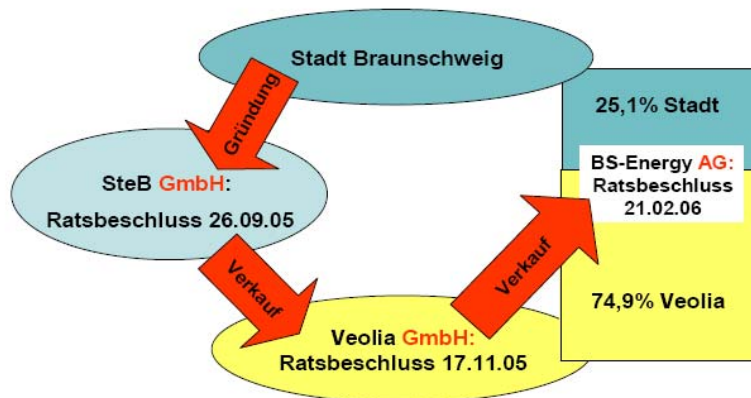 Stadt Braunschweig
Gründung
25,1% Stadt
SteB GmbH:
Ratsbeschluss 26.09.05
BS-Energy AG:
Ratsbeschluss
21.02.06
Verkauf
Verkauf
74,9% Veolia
Veolia GmbH:
Ratsbeschluss 17.11.05